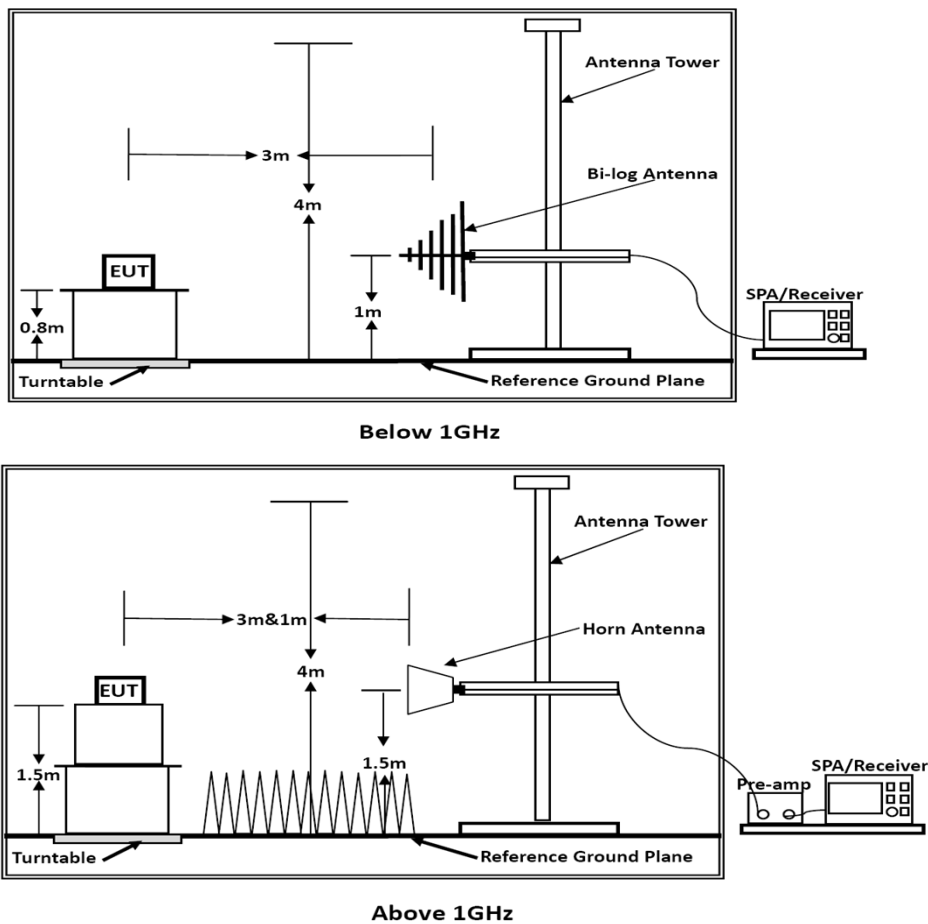 Antenna Tower
3m
Bi-log Antenna
4m
EUT
SPA/Receiver
0.8m
1m
Turntable
Reference Ground Plane
Below 1GHz
Antenna Tower
3m&1m
Horn Antenna
4m
EUT
1.5m
1.5m
SPA/Receiver
Pre-amp
Turntable
Reference Ground Plane
Above 1GHz